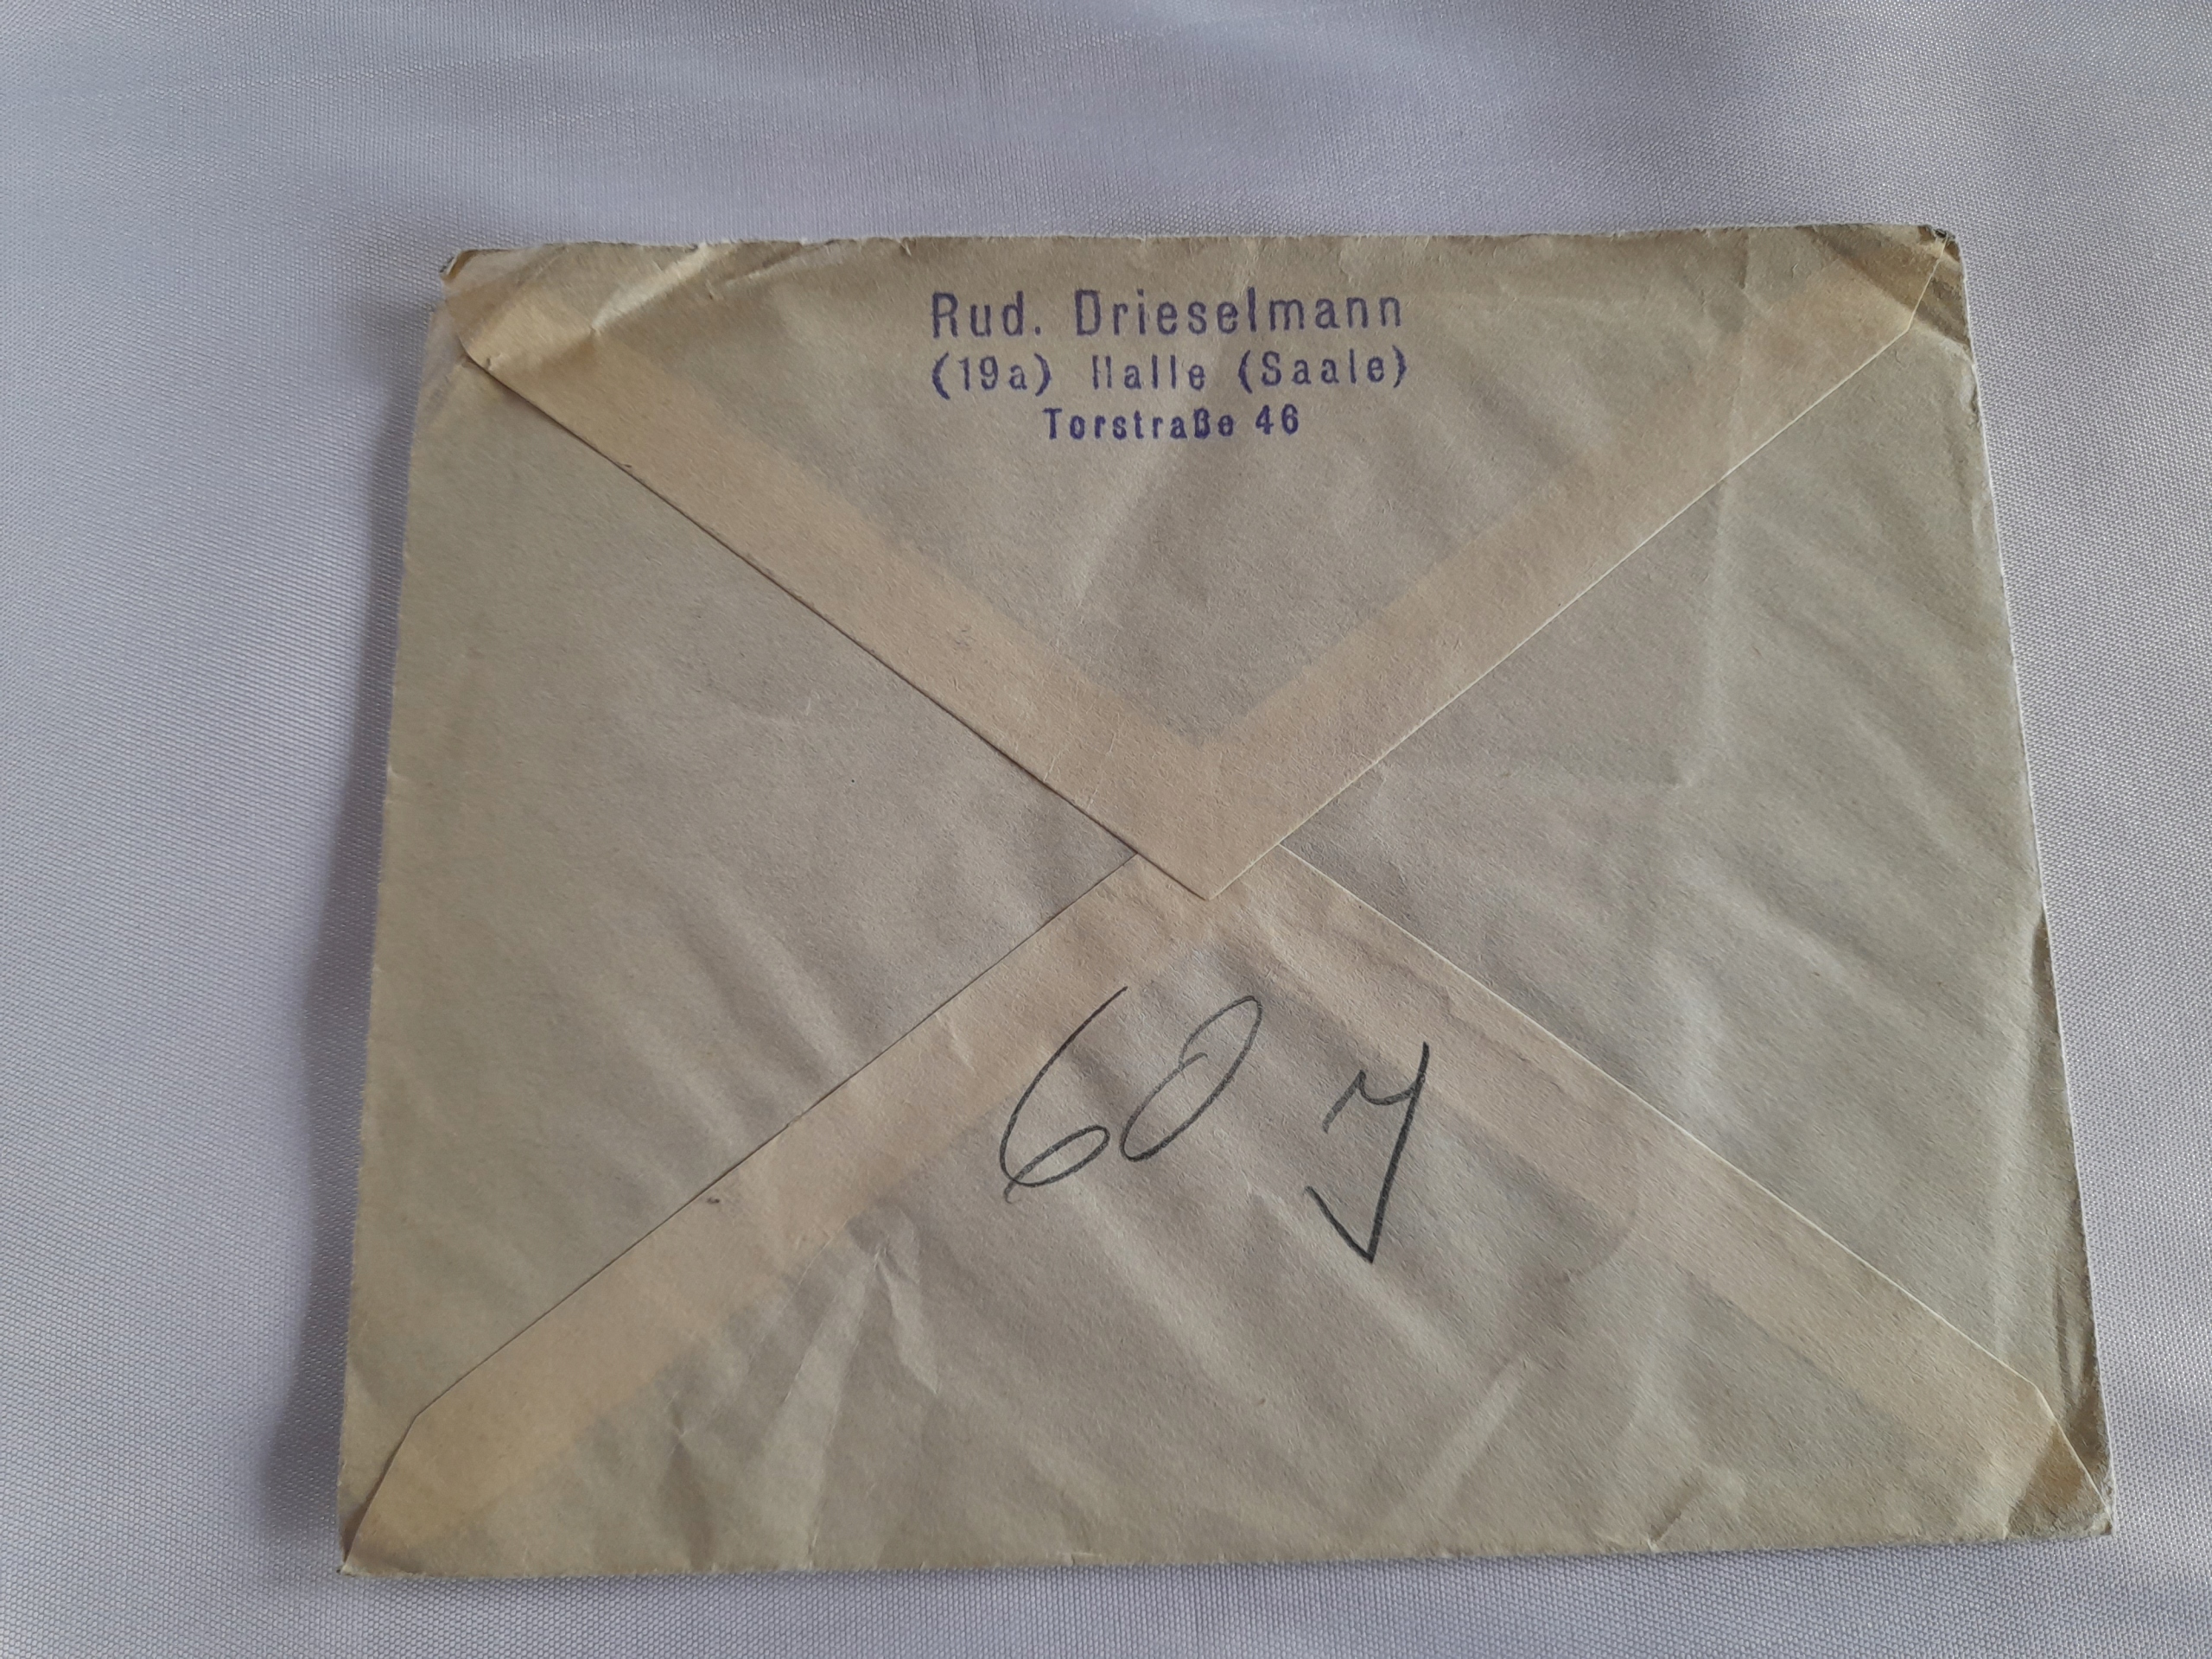 Rud. Drieselmann
(19a) Halle (Saale)
Torstraße 46
60